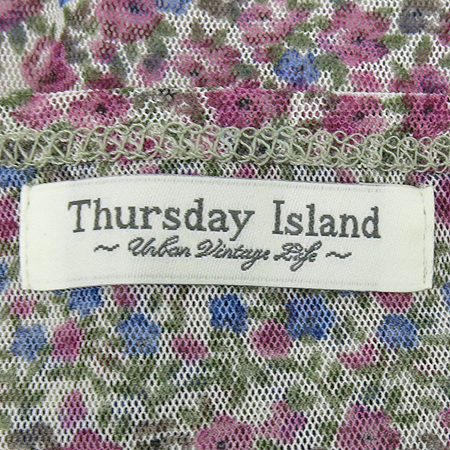 Thursday Island
~ Urban Vintage Life ~